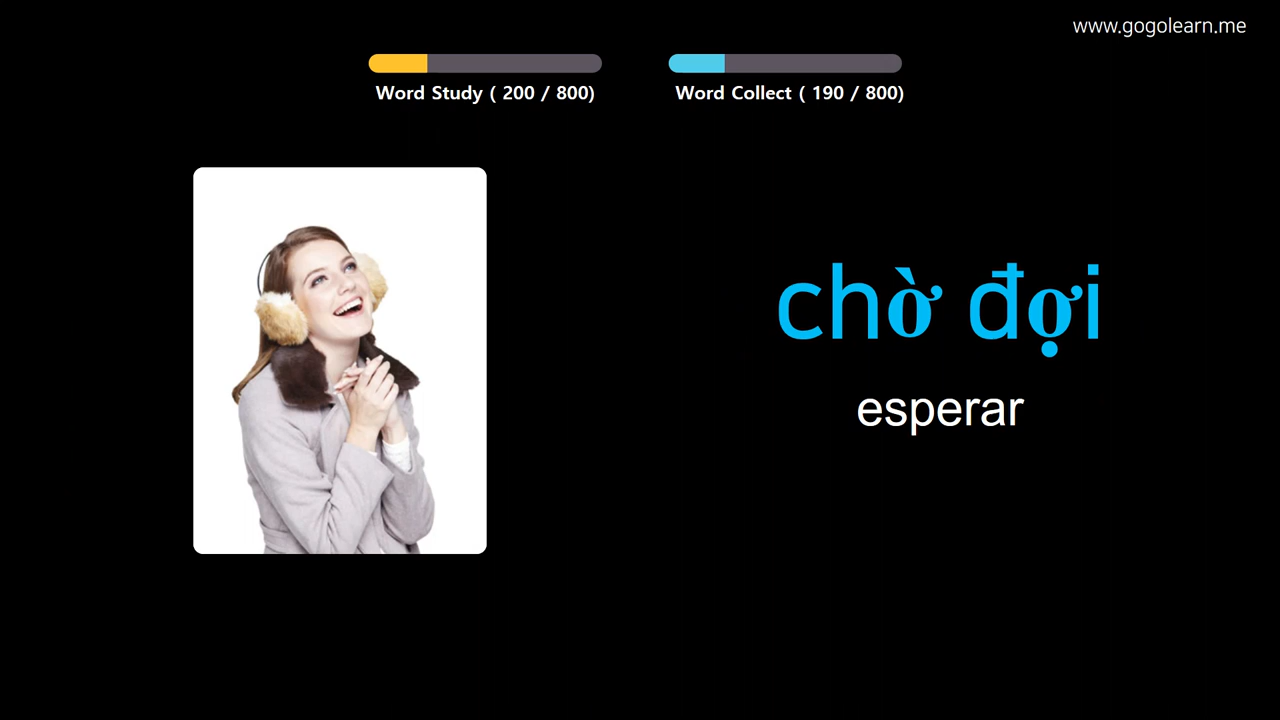 www.gogolearn.me
Word Study ( 200 / 800)
Word Collect ( 190 / 800)
chờ đợi
esperar